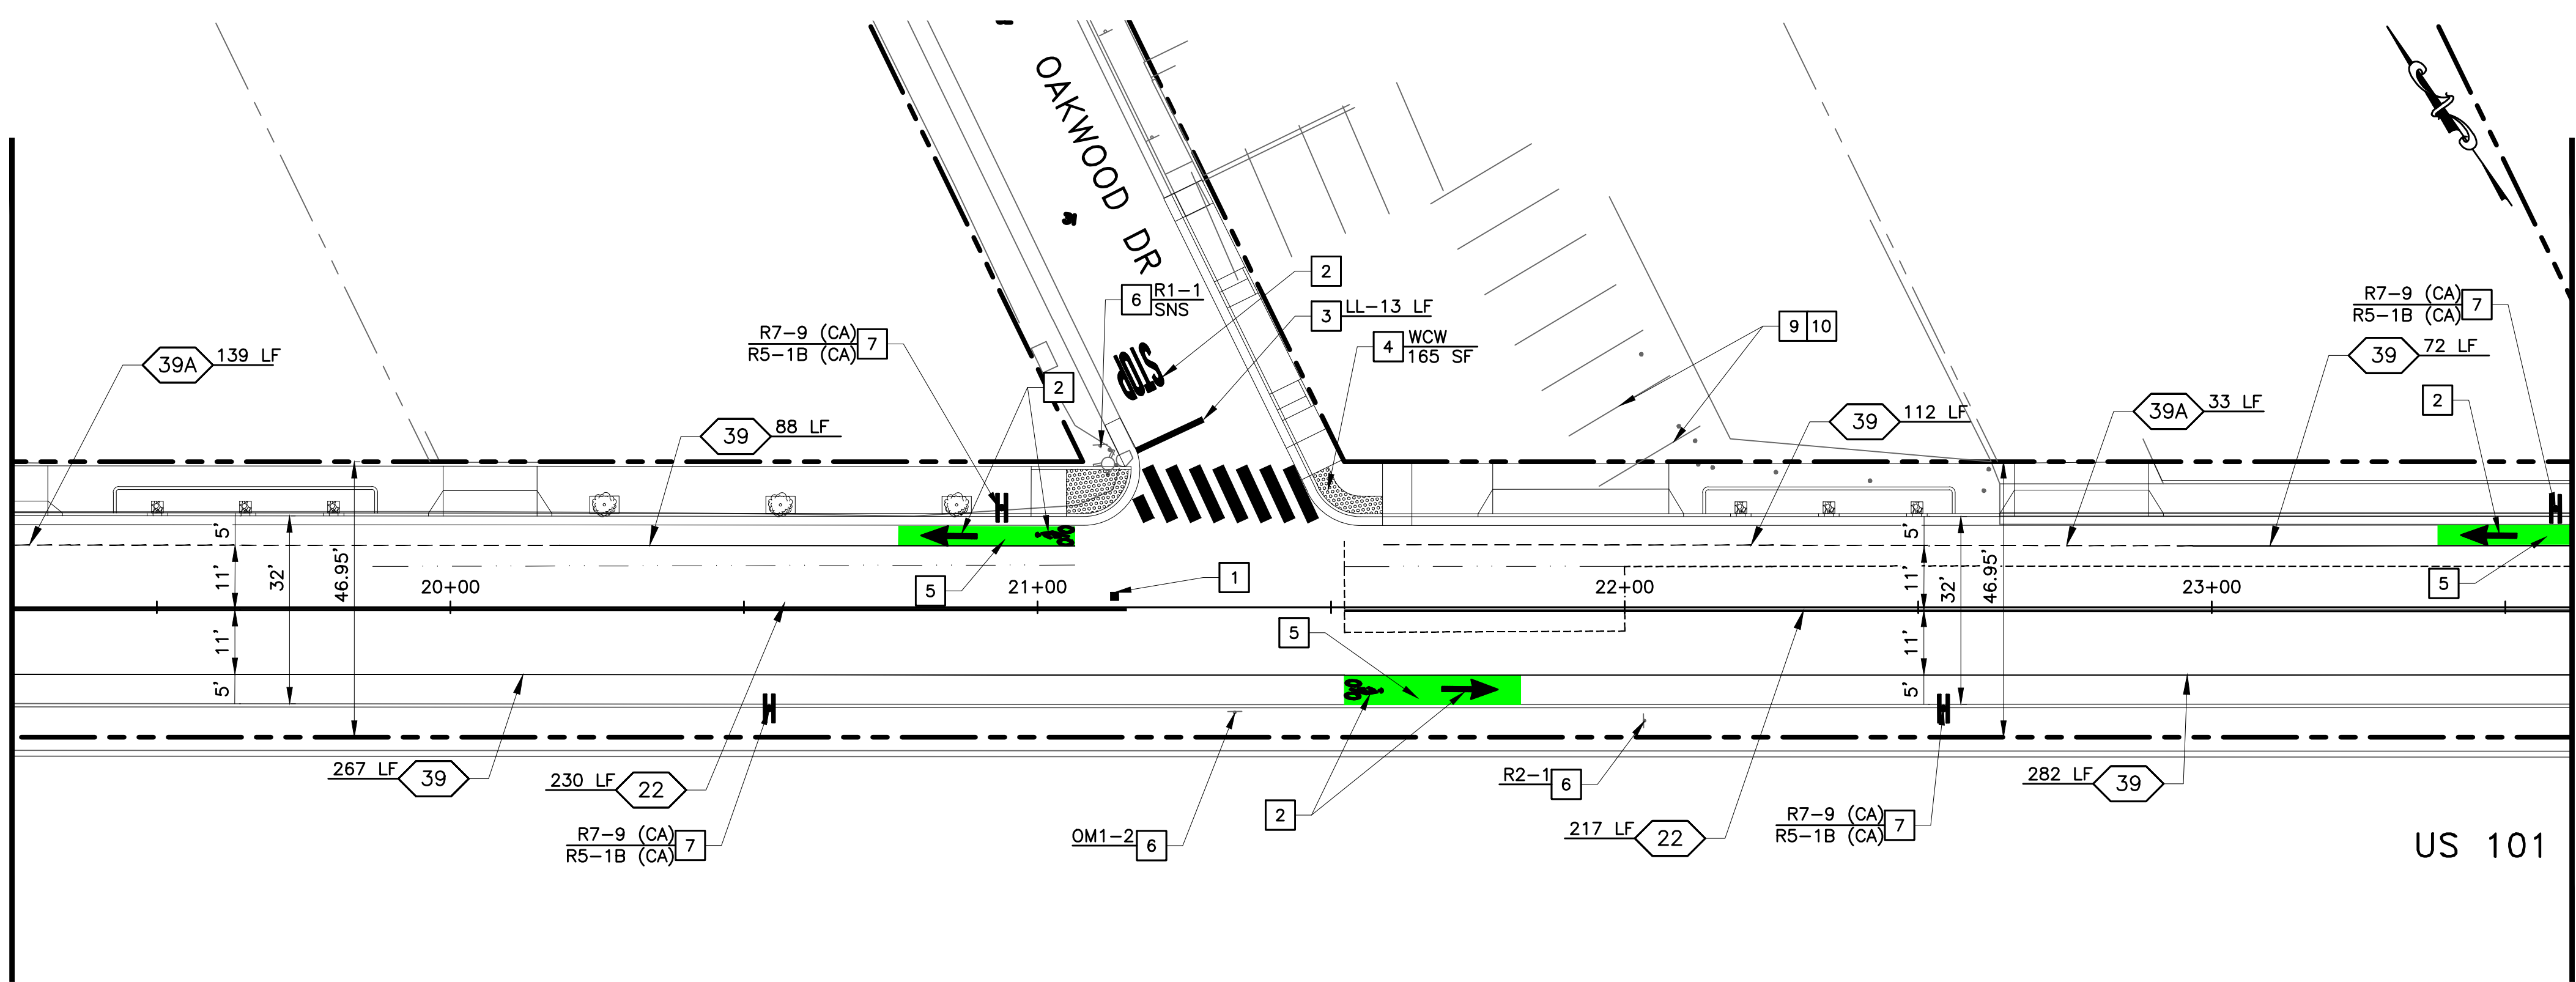 OAKWOOD DR
2
6 R1-1
SNS
3 LL-13 LF
R7-9 (CA)
R5-1B (CA) 7
R7-9 (CA)
R5-1B (CA) 7
9 10
4 WCW
165 SF
39A 139 LF
STOP
39 72 LF
2
2
39 88 LF
39 112 LF
39A 33 LF
5'
11'
32'
46.95'
20+00
5
21+00
1
22+00
5'
11'
32'
46.95'
23+00
5
11'
5'
5
11'
5'
267 LF 39
230 LF 22
R2-1 6
282 LF 39
2
R7-9 (CA)
R5-1B (CA) 7
OM1-2 6
217 LF 22
R7-9 (CA)
R5-1B (CA) 7
US 101